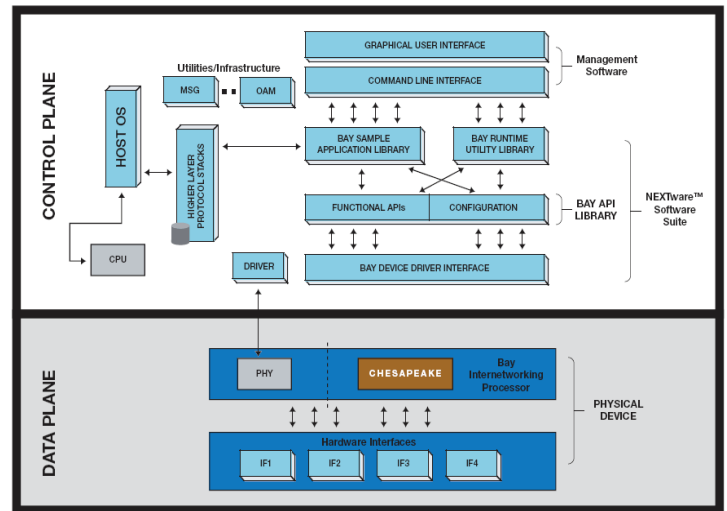 CONTROL PLANE
Utilities/Infrastructure
MSG
OAM
HOST OS
HIGHER LAYER
PROTOCOL STACKS
CPU
DRIVER
GRAPHICAL USER INTERFACE
COMMAND LINE INTERFACE
Management
Software
BAY SAMPLE
APPLICATION LIBRARY
BAY RUNTIME
UTILITY LIBRARY
FUNCTIONAL APIs
CONFIGURATION
BAY API
LIBRARY
NEXTware™
Software
Suite
BAY DEVICE DRIVER INTERFACE
DATA PLANE
PHY
CHESAPEAKE
Bay
Internetworking
Processor
PHYSICAL
DEVICE
Hardware Interfaces
IF1
IF2
IF3
IF4